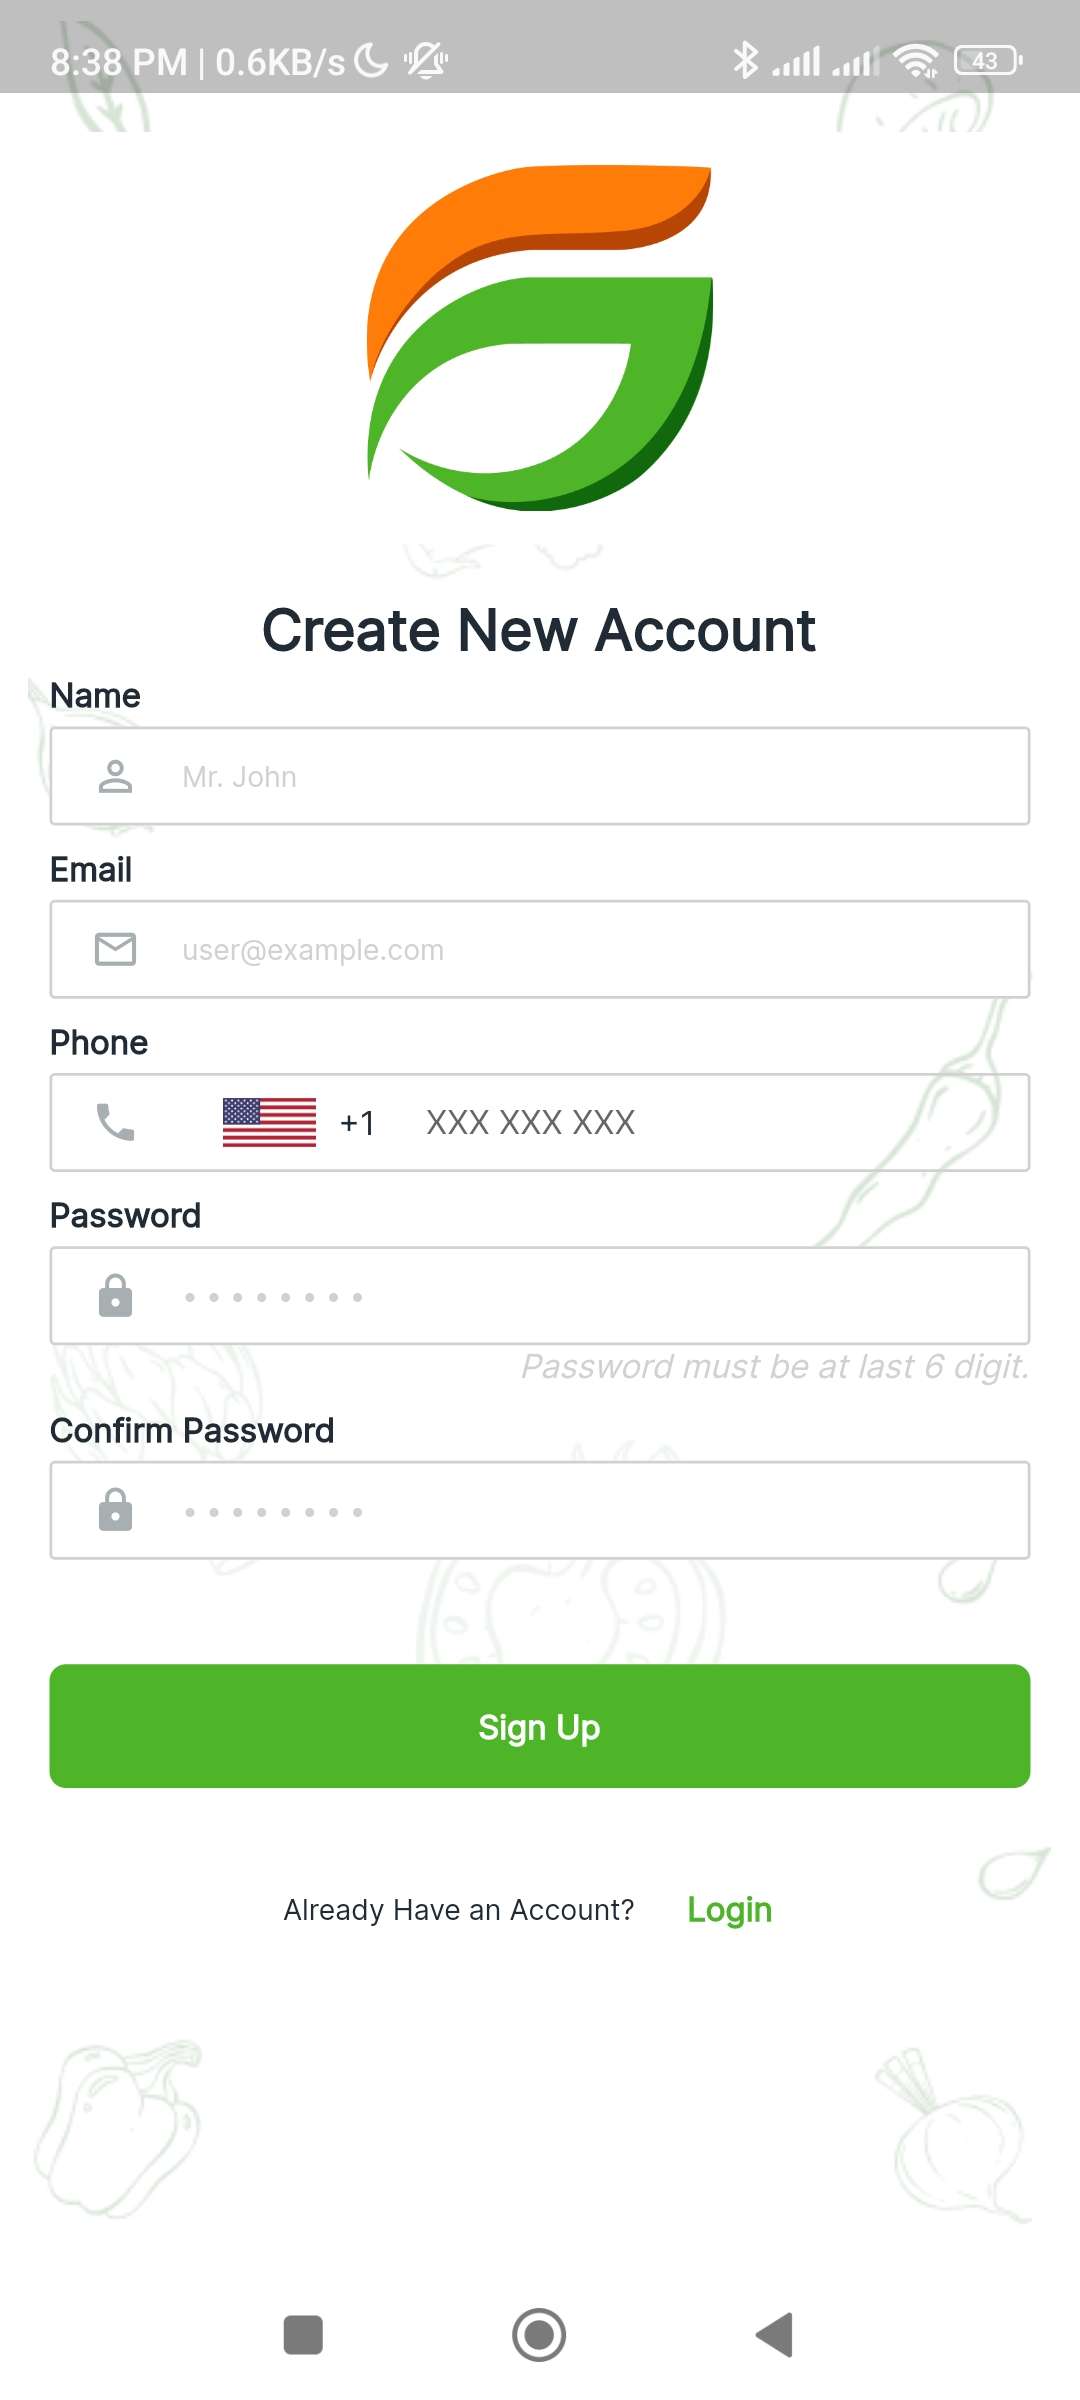 8:38 PM | 0.6KB/s 43
Create New Account
Name
Mr. John
Email
user@example.com
Phone
+1 XXX XXX XXX
Password
Password must be at last 6 digit.
Confirm Password
Sign Up
Already Have an Account? Login